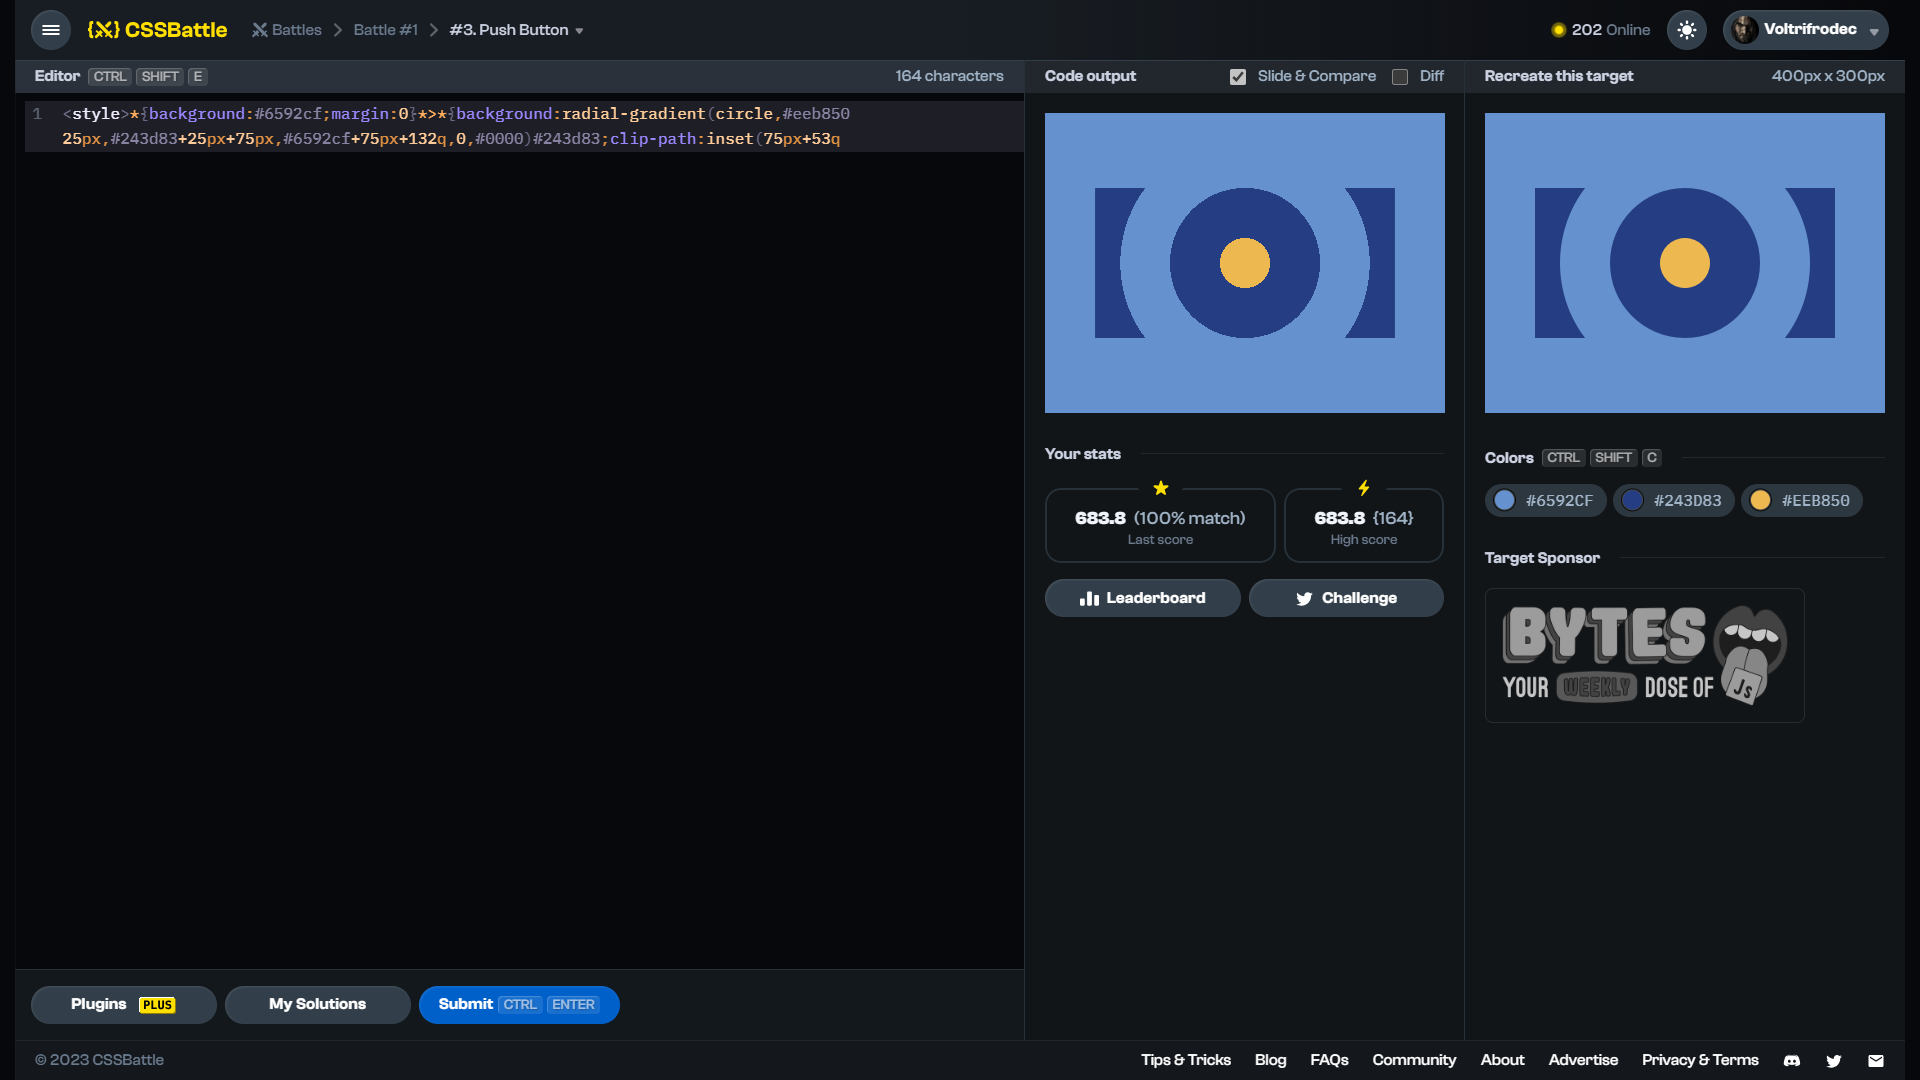 CSSBattle
Battles
Battle #1
#3. Push Button
202 Online
Voltrifrodec
Editor CTRL SHIFT E
164 characters
Code output
Slide & Compare
Diff
Recreate this target
400px x 300px
1 <style>*{background:#6592cf;margin:0}*>*{background:radial-gradient(circle,#eeb850
25px,#243d83+25px+75px,#6592cf+75px+132q,0,#0000)#243d83;clip-path:inset(75px+53q
Your stats
683.8 (100% match)
Last score
683.8 {164}
High score
Leaderboard
Challenge
Colors CTRL SHIFT C
#6592CF
#243D83
#EEB850
Target Sponsor
BYTES
YOUR WEEKLY DOSE OF JS
Plugins PLUS
My Solutions
Submit CTRL ENTER
© 2023 CSSBattle
Tips & Tricks
Blog
FAQs
Community
About
Advertise
Privacy & Terms